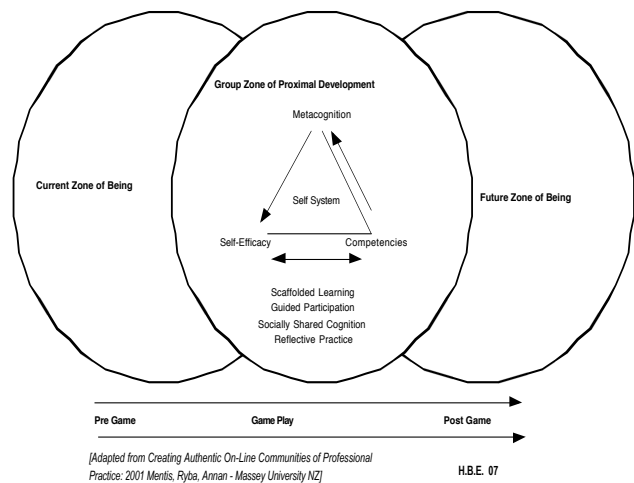 Group Zone of Proximal Development
Metacognition
Current Zone of Being
Self System
Future Zone of Being
Self-Efficacy
Competencies
Scaffolded Learning
Guided Participation
Socially Shared Cognition
Reflective Practice
Pre Game
Game Play
Post Game
[Adapted from Creating Authentic On-Line Communities of Professional
Practice: 2001 Mentis, Ryba, Annan - Massey University NZ]
H.B.E. 07